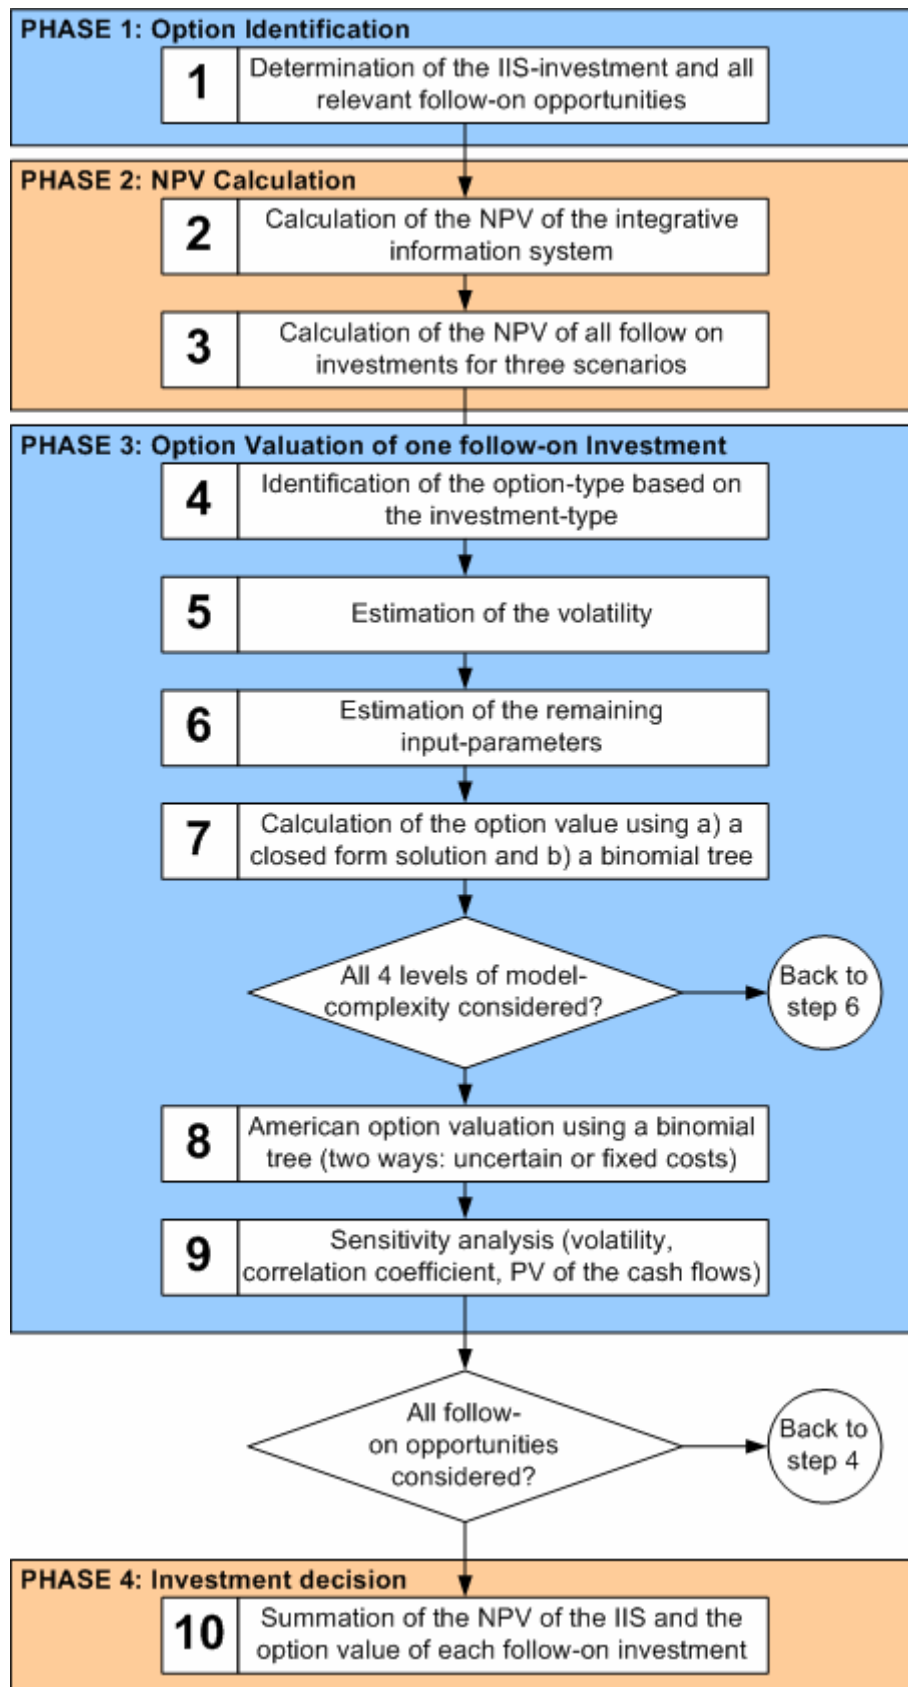 PHASE 1: Option Identification
1
Determination of the IIS-investment and all
relevant follow-on opportunities
PHASE 2: NPV Calculation
2
Calculation of the NPV of the integrative
information system
3
Calculation of the NPV of all follow on
investments for three scenarios
PHASE 3: Option Valuation of one follow-on Investment
4
Identification of the option-type based on
the investment-type
5
Estimation of the volatility
6
Estimation of the remaining
input-parameters
7
Calculation of the option value using a) a
closed form solution and b) a binomial tree
All 4 levels of model-
complexity considered?
Back to
step 6
8
American option valuation using a binomial
tree (two ways: uncertain or fixed costs)
9
Sensitivity analysis (volatility,
correlation coefficient, PV of the cash flows)
All follow-
on opportunities
considered?
Back to
step 4
PHASE 4: Investment decision
10
Summation of the NPV of the IIS and the
option value of each follow-on investment